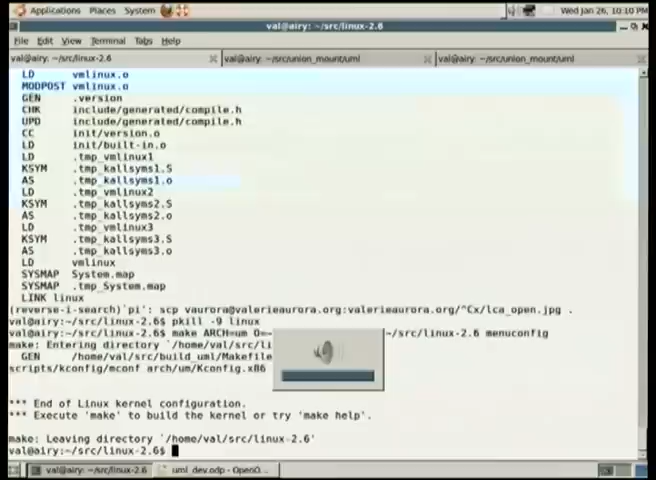 Applications Places System Wed Jan 26, 10:10 PM
val@airy: ~/src/linux-2.6
File Edit View Terminal Tabs Help
val@airy: ~/src/linux-2.6 val@airy: ~/src/union_mount/uml val@airy: ~/src/union_mount/uml
LD vmlinux.o
MODPOST vmlinux.o
GEN .version
CHK include/generated/compile.h
UPD include/generated/compile.h
CC init/version.o
LD init/built-in.o
LD .tmp_vmlinux1
KSYM .tmp_kallsyms1.S
AS .tmp_kallsyms1.o
LD .tmp_vmlinux2
KSYM .tmp_kallsyms2.S
AS .tmp_kallsyms2.o
LD .tmp_vmlinux3
KSYM .tmp_kallsyms3.S
AS .tmp_kallsyms3.o
LD vmlinux
SYSMAP System.map
SYSMAP .tmp_System.map
LINK linux
(reverse-i-search)`pi': scp vaurora@valerieaurora.org:valerieaurora.org/^Cx/lca_open.jpg .
val@airy:~/src/linux-2.6$ pkill -9 linux
val@airy:~/src/linux-2.6$ make ARCH=um O=~/src/linux-2.6 menuconfig
make: Entering directory `/home/val/src/li
GEN /home/val/src/build_uml/Makefile
scripts/kconfig/mconf arch/um/Kconfig.x86
*** End of Linux kernel configuration.
*** Execute 'make' to build the kernel or try 'make help'.
make: Leaving directory `/home/val/src/linux-2.6'
val@airy:~/src/linux-2.6$
val@airy: ~/src/linux-2.6 uml_dev.odp - OpenO...